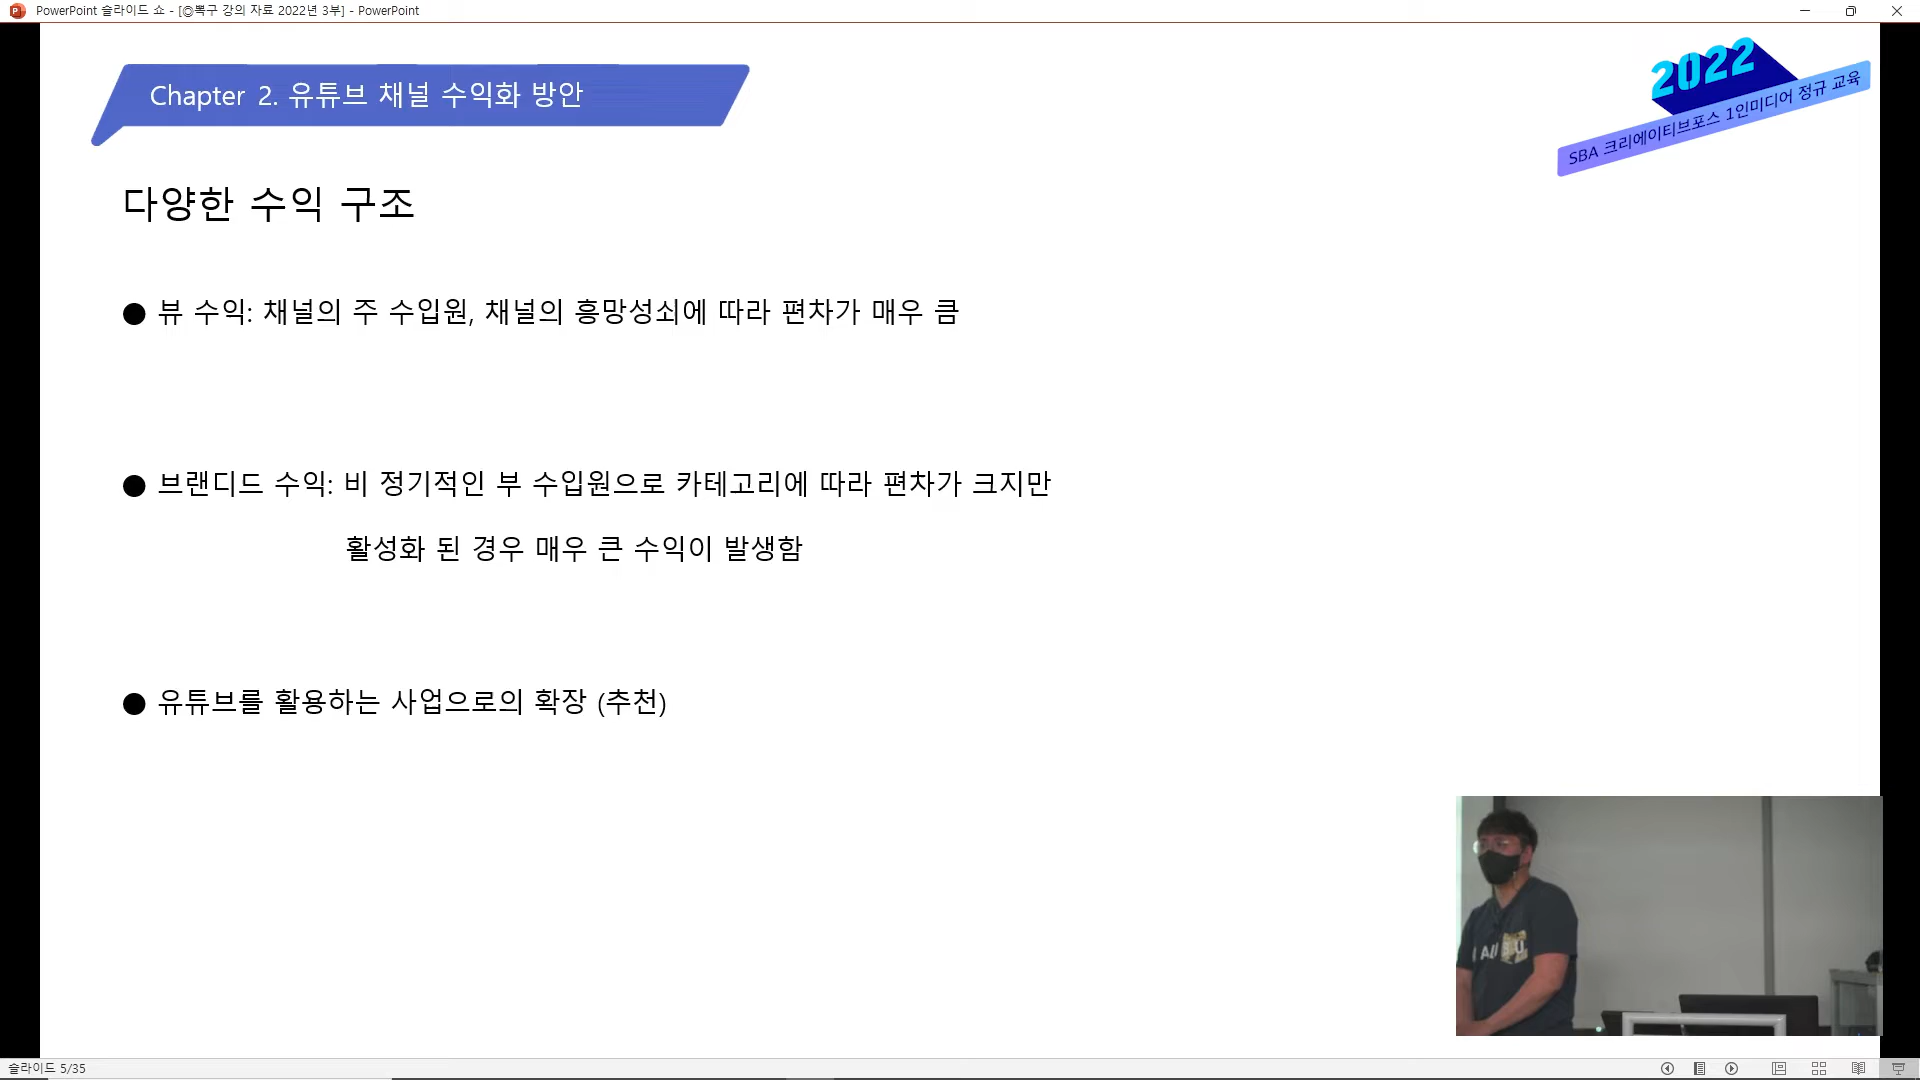 PowerPoint 슬라이드 쇼 - [◎뽁구 강의 자료 2022년 3부] - PowerPoint
Chapter 2. 유튜브 채널 수익화 방안
2022
SBA 크리에이티브포스 1인미디어 정규 교육
다양한 수익 구조
● 뷰 수익: 채널의 주 수입원, 채널의 흥망성쇠에 따라 편차가 매우 큼
● 브랜디드 수익: 비 정기적인 부 수입원으로 카테고리에 따라 편차가 크지만
활성화 된 경우 매우 큰 수익이 발생함
● 유튜브를 활용하는 사업으로의 확장 (추천)
슬라이드 5/35